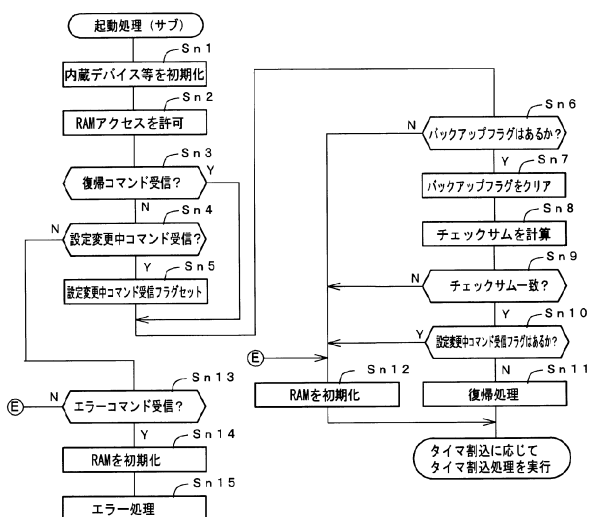 起動処理（サブ）
Sn1
内蔵デバイス等を初期化
Sn2
RAMアクセスを許可
Sn3
復帰コマンド受信？
Y
N
Sn4
N
設定変更中コマンド受信？
Y
Sn5
設定変更中コマンド受信フラグセット
Sn13
E
N
エラーコマンド受信？
Y
Sn14
RAMを初期化
Sn15
エラー処理
Sn6
N
バックアップフラグはあるか？
Y
Sn7
バックアップフラグをクリア
Sn8
チェックサムを計算
Sn9
N
チェックサム一致？
Y
Sn10
Y
設定変更中コマンド受信フラグはあるか？
E
Sn12
N
Sn11
RAMを初期化
復帰処理
タイマ割込に応じて
タイマ割込処理を実行